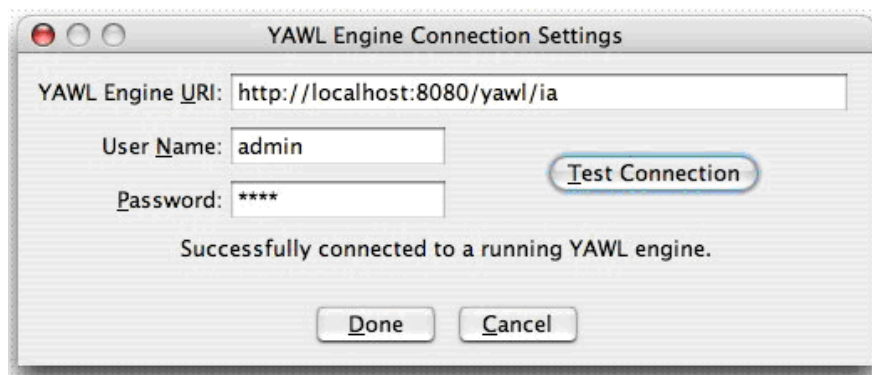 YAWL Engine Connection Settings
YAWL Engine URI: http://localhost:8080/yawl/ia
User Name: admin
Test Connection
Password: ****
Successfully connected to a running YAWL engine.
Done Cancel